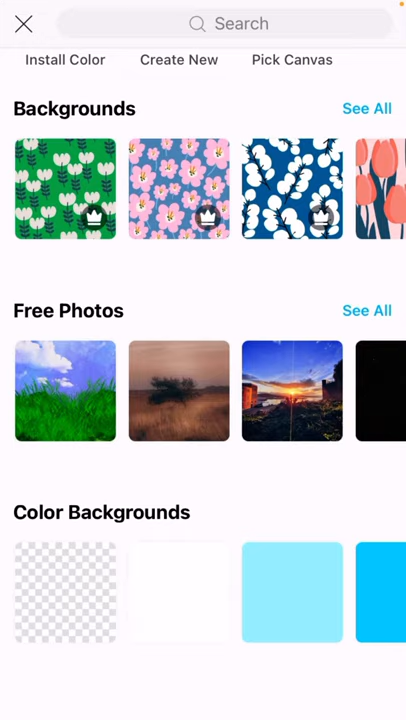 Search
Install Color Create New Pick Canvas
Backgrounds See All
Free Photos See All
Color Backgrounds